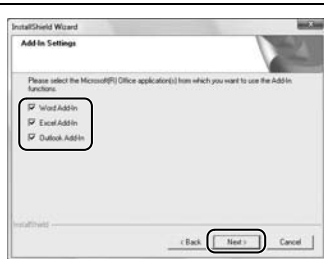 InstallShield Wizard
Add-In Settings
Please select the Microsoft(R) Office application(s) from which you want to use the Add-In
functions.
Word Add-In
Excel Add-In
Outlook Add-In
InstallShield
< Back
Next >
Cancel